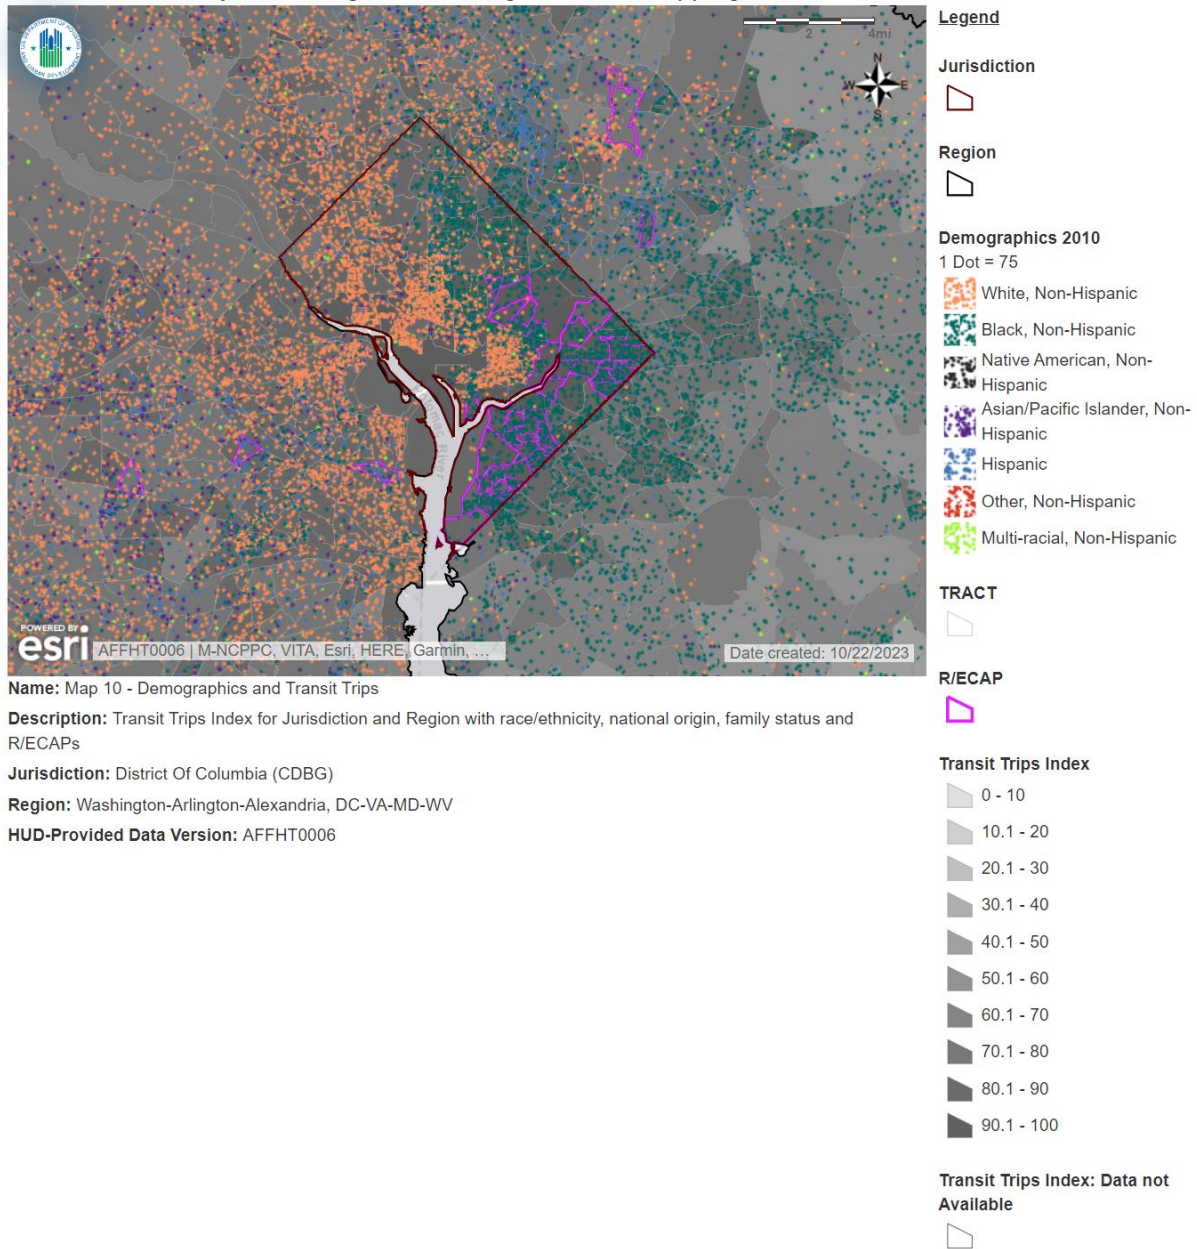 0 2 4mi
N
W E
S
Potomac River
POWERED BY
esri
AFFHT0006 | M-NCPPC, VITA, Esri, HERE, Garmin, ...
Date created: 10/22/2023
Name: Map 10 - Demographics and Transit Trips
Description: Transit Trips Index for Jurisdiction and Region with race/ethnicity, national origin, family status and
R/ECAPs
Jurisdiction: District Of Columbia (CDBG)
Region: Washington-Arlington-Alexandria, DC-VA-MD-WV
HUD-Provided Data Version: AFFHT0006
Legend
Jurisdiction
Region
Demographics 2010
1 Dot = 75
White, Non-Hispanic
Black, Non-Hispanic
Native American, Non-
Hispanic
Asian/Pacific Islander, Non-
Hispanic
Hispanic
Other, Non-Hispanic
Multi-racial, Non-Hispanic
TRACT
R/ECAP
Transit Trips Index
0 - 10
10.1 - 20
20.1 - 30
30.1 - 40
40.1 - 50
50.1 - 60
60.1 - 70
70.1 - 80
80.1 - 90
90.1 - 100
Transit Trips Index: Data not
Available